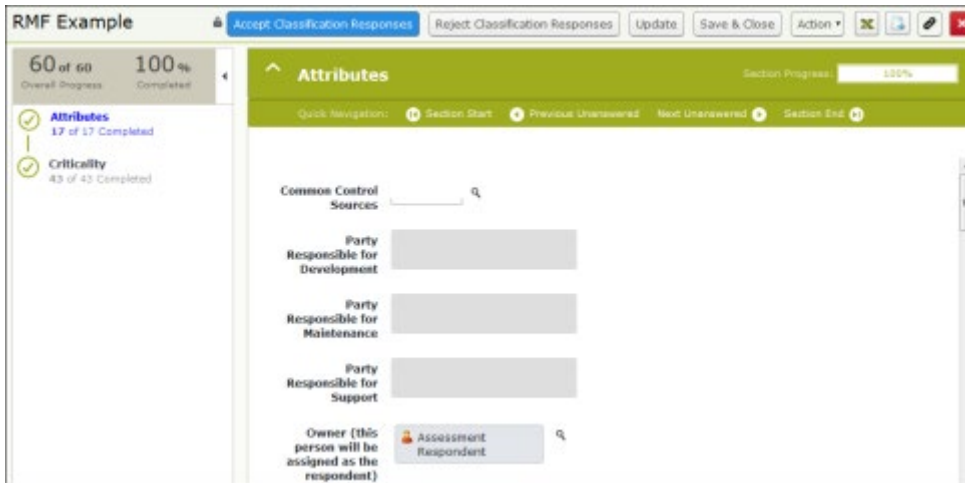 RMF Example
Accept Classification Responses
Reject Classification Responses
Update
Save & Close
Action
60 of 60
Overall Progress
100 %
Completed
Attributes
17 of 17 Completed
Criticality
43 of 43 Completed
Attributes
Section Progress:
100%
Quick Navigation:
Section Start
Previous Unanswered
Next Unanswered
Section End
Common Control
Sources
Party
Responsible for
Development
Party
Responsible for
Maintenance
Party
Responsible for
Support
Owner (this
person will be
assigned as the
respondent)
Assessment
Respondent